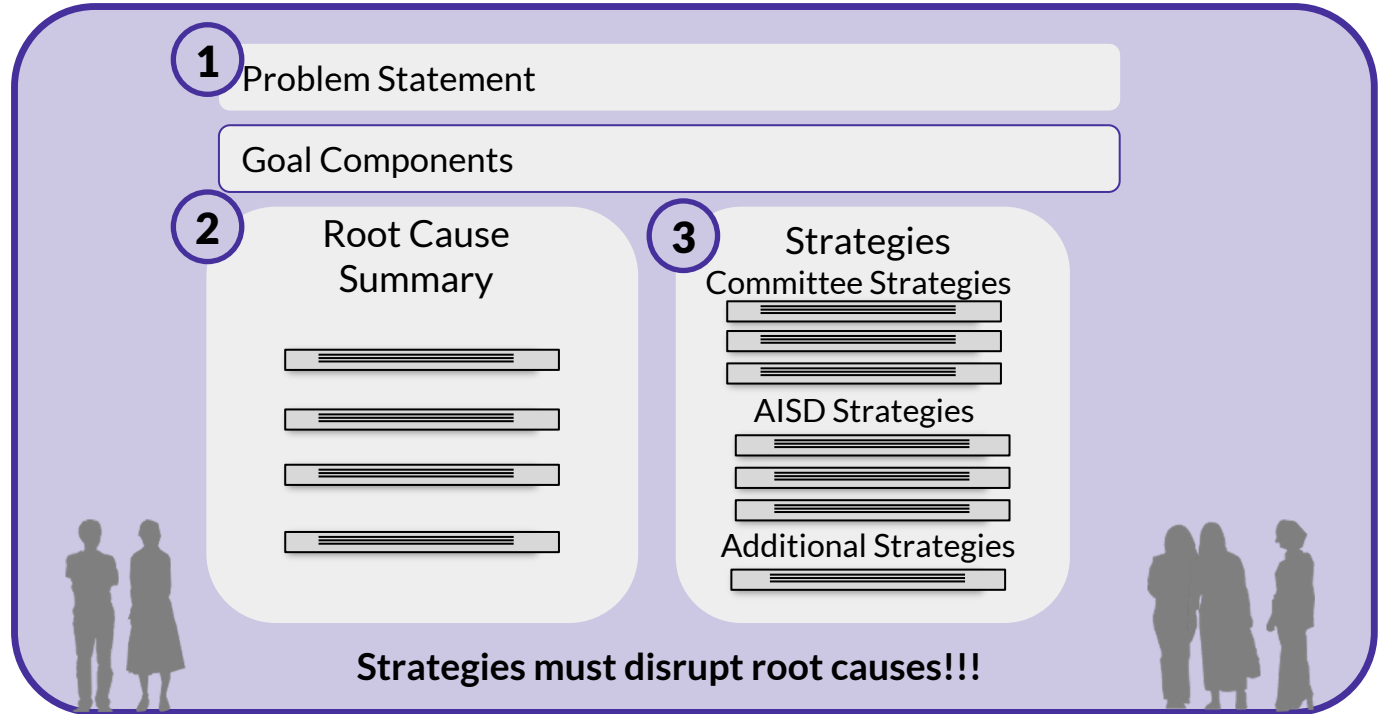 1
Problem Statement
Goal Components
2
Root Cause
Summary
3
Strategies
Committee Strategies
AISD Strategies
Additional Strategies
Strategies must disrupt root causes!!!